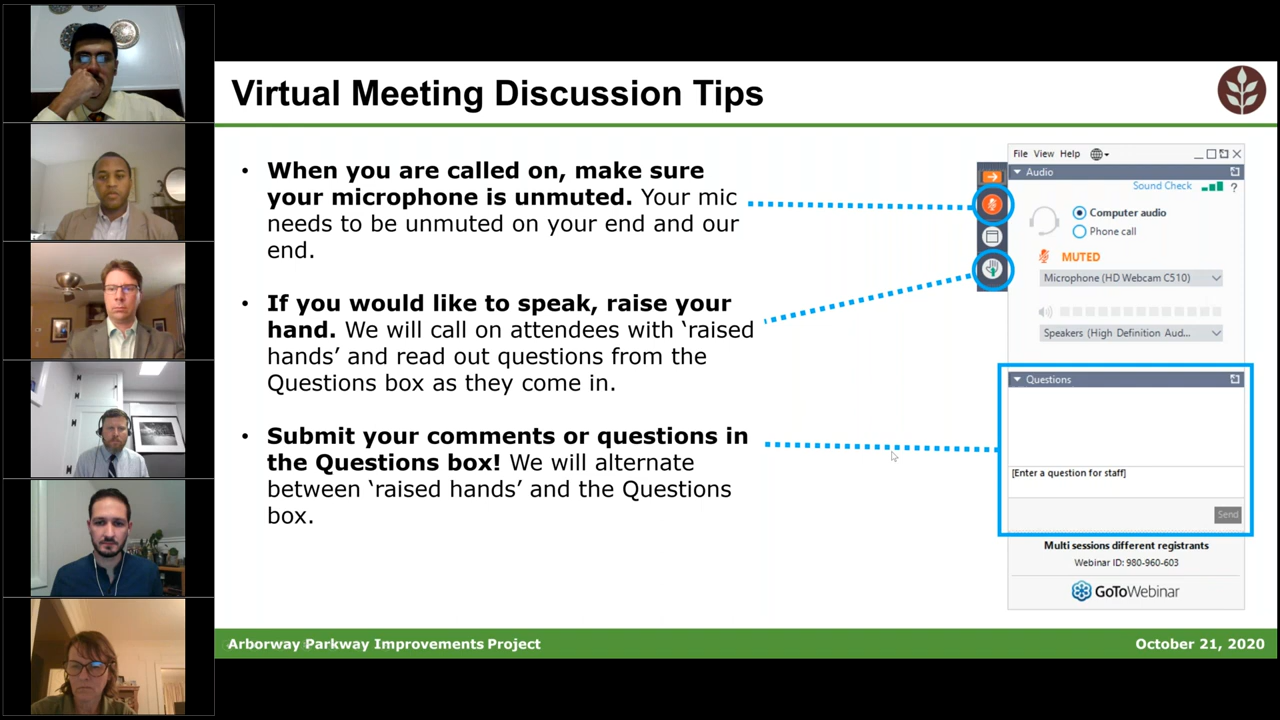 Virtual Meeting Discussion Tips
• When you are called on, make sure
your microphone is unmuted. Your mic
needs to be unmuted on your end and our
end.
• If you would like to speak, raise your
hand. We will call on attendees with ‘raised
hands’ and read out questions from the
Questions box as they come in.
• Submit your comments or questions in
the Questions box! We will alternate
between ‘raised hands’ and the Questions
box.
File View Help
Audio
Sound Check ?
Computer audio
Phone call
MUTED
Microphone (HD Webcam C510)
Speakers (High Definition Aud...
Questions
[Enter a question for staff]
Send
Multi sessions different registrants
Webinar ID: 980-960-603
GoToWebinar
Arborway Parkway Improvements Project
October 21, 2020